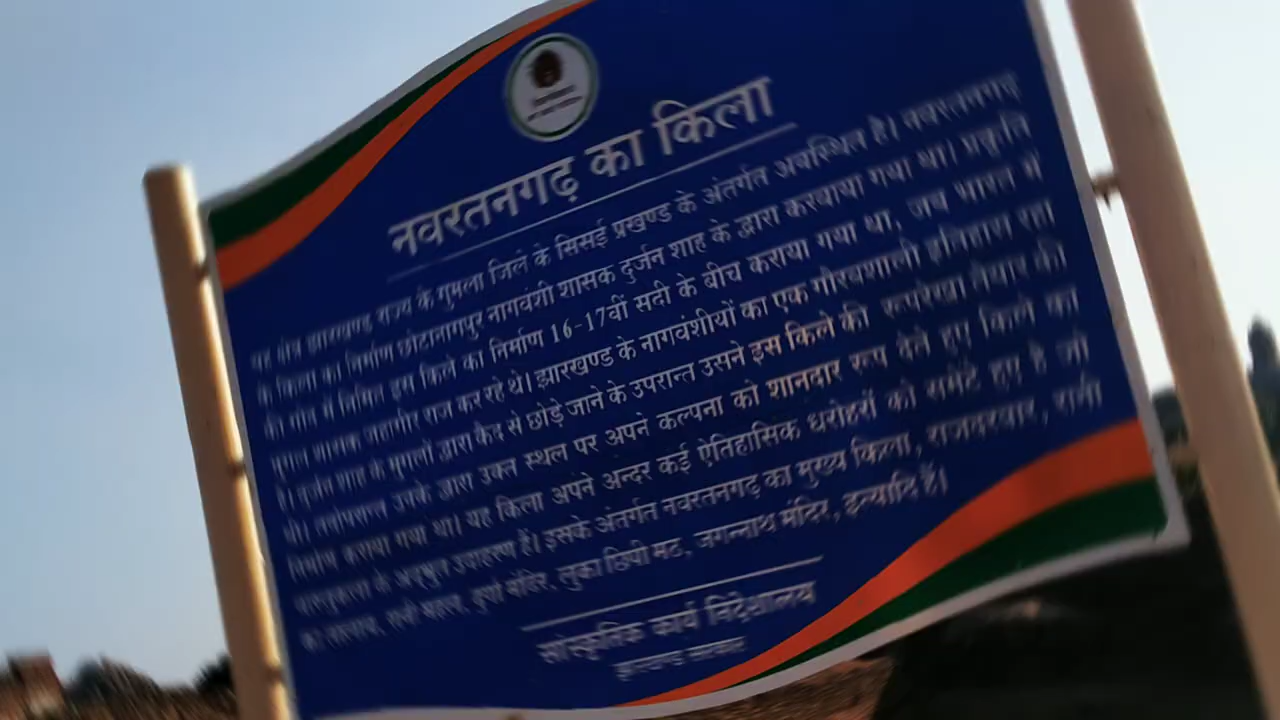 नवरतनगढ़ का किला
यह क्षेत्र झारखण्ड राज्य के गुमला जिले के सिसई प्रखण्ड के अंतर्गत अवस्थित है। नवरतनगढ़
के किला का निर्माण छोटानागपुर नागवंशी शासक दुर्जन शाह के द्वारा करवाया गया था। प्रकृति
की गोद में निर्मित इस किले का निर्माण 16-17वीं सदी के बीच कराया गया था, जब भारत में
मुगल शासक जहांगीर राज कर रहे थे। झारखण्ड के नागवंशीयों का एक गौरवशाली इतिहास रहा
है। दुर्जन शाह के मुगलों द्वारा कैद से छोड़े जाने के उपरान्त उसने इस किले की रूपरेखा तैयार की
थी। तत्पोपरान्त उसके द्वारा उक्त स्थल पर अपने कल्पना को शानदार रूप देते हुए किले का
निर्माण कराया गया था। यह किला अपने अन्दर कई ऐतिहासिक धरोहरों को समेटे हुए है जो
वास्तुकला के अदभुत उदाहरण हैं। इसके अंतर्गत नवरतनगढ़ का मुख्य किला, राजदरबार, रानी
का तालाब, रानी महल, दुर्गा मंदिर, लुका छिपी मठ, जगन्नाथ मंदिर, इत्यादि हैं।
सांस्कृतिक कार्य निदेशालय
झारखण्ड सरकार